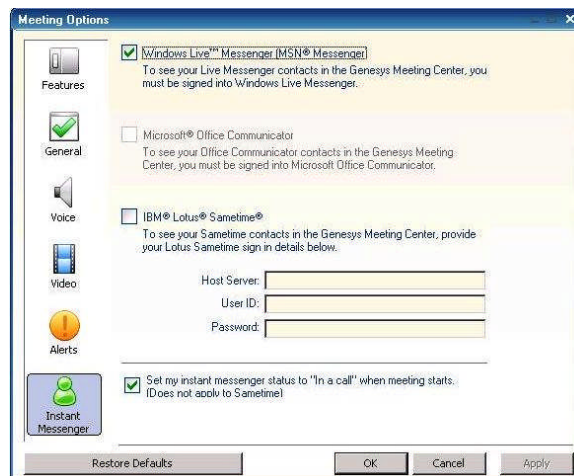 Meeting Options
Features
General
Voice
Video
Alerts
Instant
Messenger
Windows Live™ Messenger (MSN® Messenger
To see your Live Messenger contacts in the Genesys Meeting Center, you
must be signed into Windows Live Messenger.
Microsoft® Office Communicator
To see your Office Communicator contacts in the Genesys Meeting
Center, you must be signed into Microsoft Office Communicator.
IBM® Lotus® Sametime®
To see your Sametime contacts in the Genesys Meeting Center, provide
your Lotus Sametime sign in details below.
Host Server:
User ID:
Password:
Set my instant messenger status to "In a call" when meeting starts.
(Does not apply to Sametime)
Restore Defaults
OK
Cancel
Apply